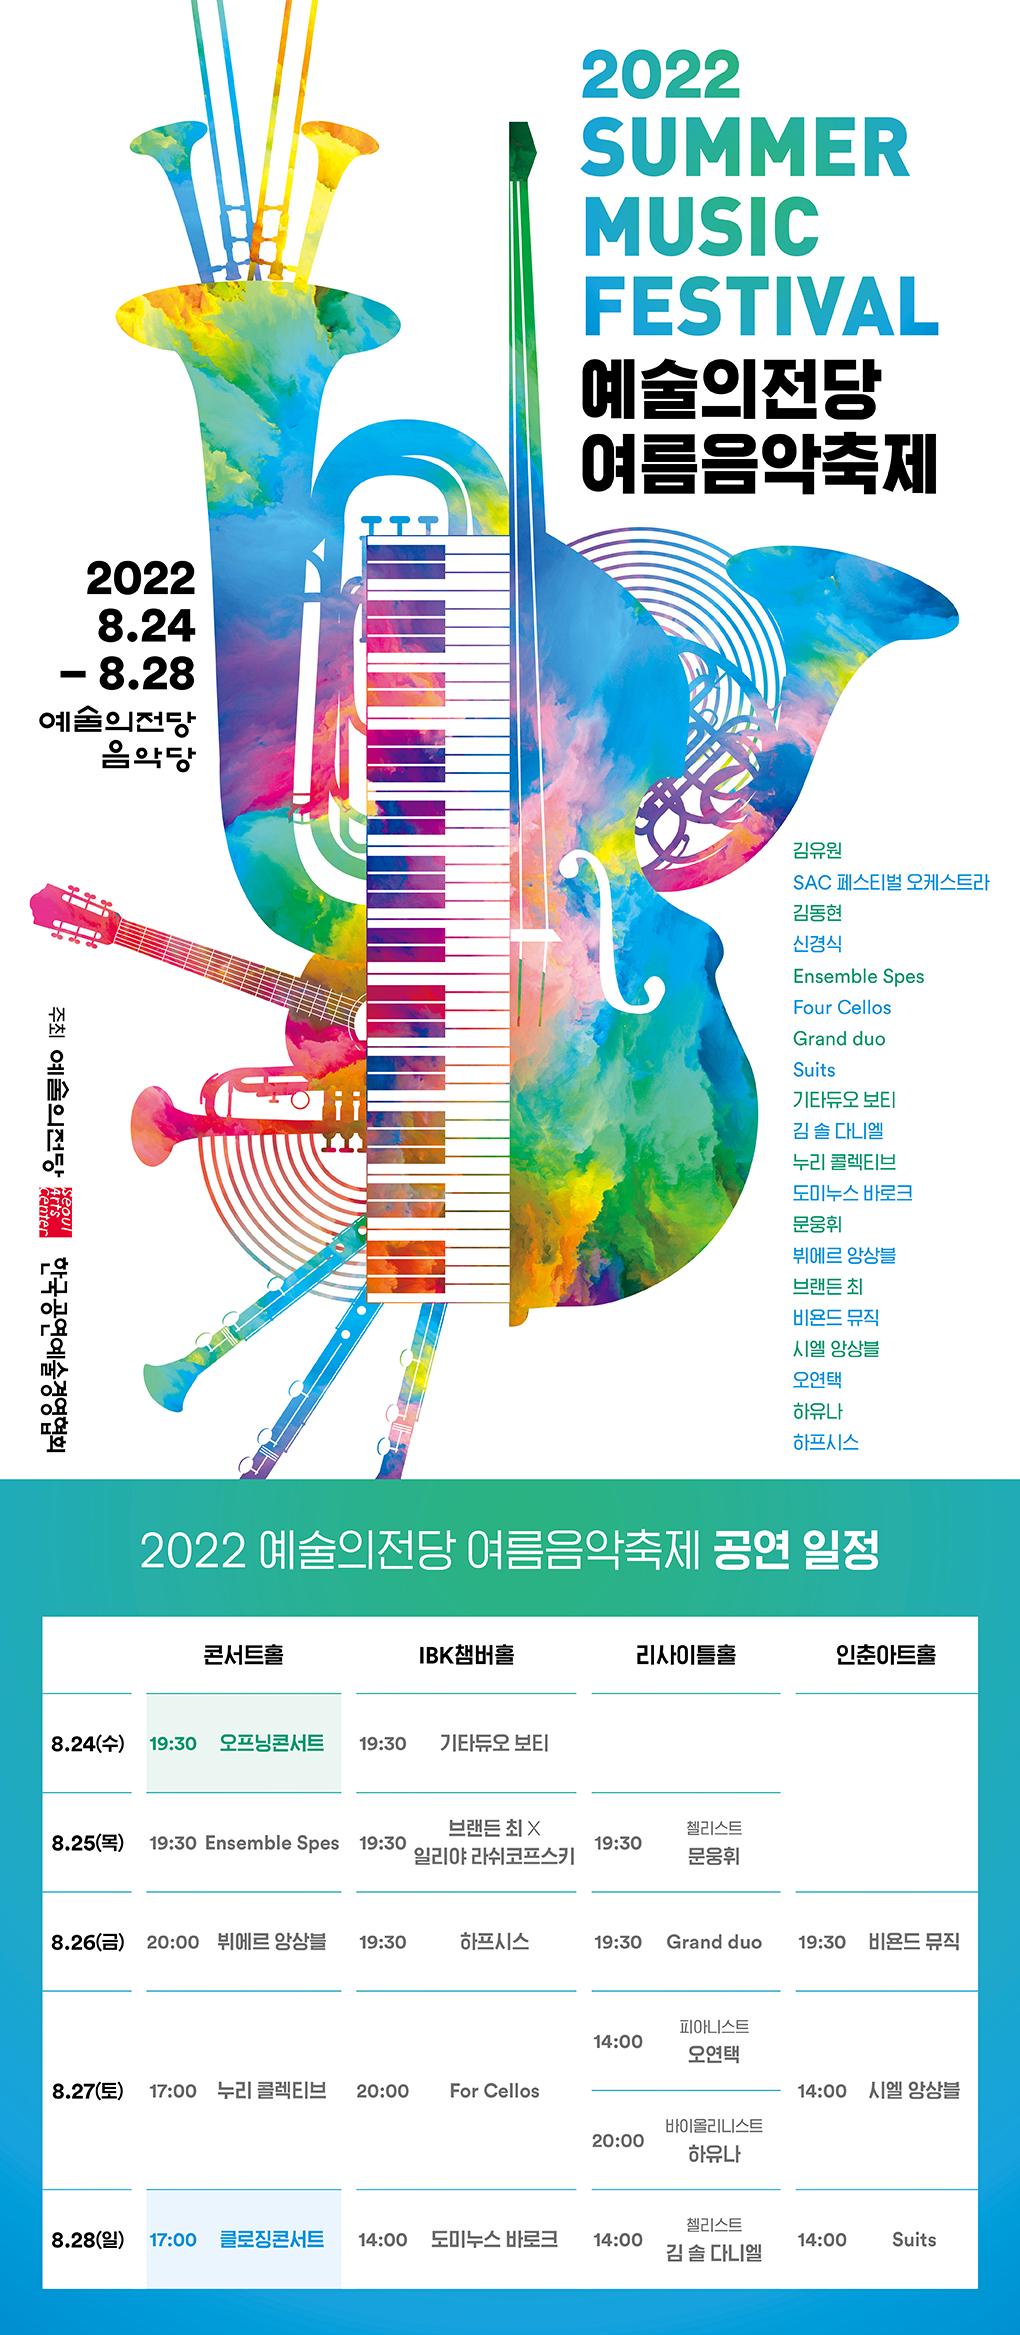 2022
SUMMER
MUSIC
FESTIVAL
예술의전당
여름음악축제
2022
8.24
– 8.28
예술의전당
음악당
김유원
SAC 페스티벌 오케스트라
김동현
신경식
Ensemble Spes
Four Cellos
Grand duo
Suits
기타듀오 보티
김 솔 다니엘
누리 콜렉티브
도미누스 바로크
문웅휘
뷔에르 앙상블
브랜든 최
비욘드 뮤직
시엘 앙상블
오연택
하유나
하프시스
주최 예술의전당 seoul arts center 한국공연예술경영협회
2022 예술의전당 여름음악축제 공연 일정
콘서트홀 IBK챔버홀 리사이틀홀 인춘아트홀
8.24(수) 19:30 오프닝콘서트 19:30 기타듀오 보티
8.25(목) 19:30 Ensemble Spes 19:30 브랜든 최 X
일리야 라쉬코프스키
19:30 첼리스트
문웅휘
8.26(금) 20:00 뷔에르 앙상블 19:30 하프시스 19:30 Grand duo 19:30 비욘드 뮤직
8.27(토) 17:00 누리 콜렉티브 20:00 For Cellos
14:00 피아니스트
오연택
20:00 바이올리니스트
하유나
14:00 시엘 앙상블
8.28(일) 17:00 클로징콘서트 14:00 도미누스 바로크 14:00 첼리스트
김 솔 다니엘
14:00 Suits